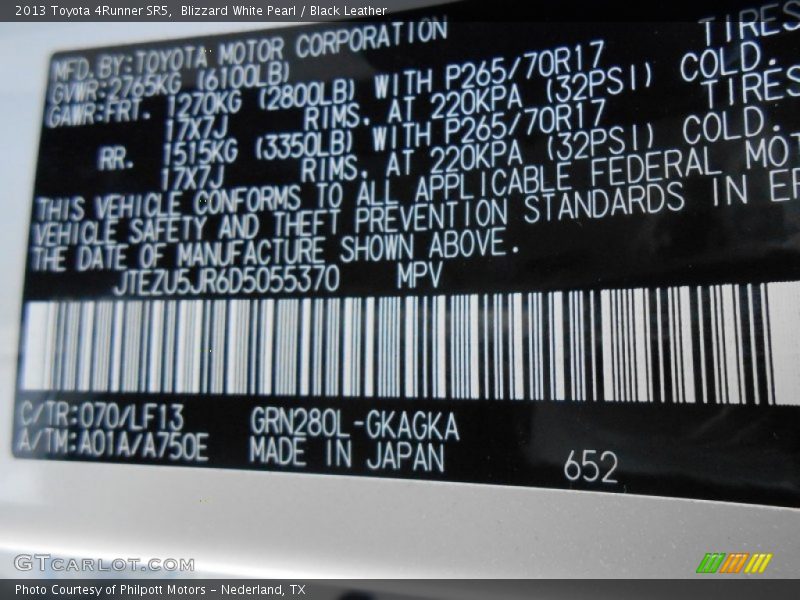 2013 Toyota 4Runner SR5,  Blizzard White Pearl / Black Leather
MFD.BY:TOYOTA MOTOR CORPORATION
GVWR:2765KG (6100LB) TIRES
GAWR:FRT. 1270KG (2800LB) WITH P265/70R17
17X7J RIMS. AT 220KPA (32PSI) COLD.
RR. 1515KG (3350LB) WITH P265/70R17 TIRES
17X7J RIMS. AT 220KPA (32PSI) COLD.
THIS VEHICLE CONFORMS TO ALL APPLICABLE FEDERAL MOT
VEHICLE SAFETY AND THEFT PREVENTION STANDARDS IN EF
THE DATE OF MANUFACTURE SHOWN ABOVE.
JTEZU5JR6D5055370 MPV
C/TR:070/LF13 GRN280L-GKAGKA
A/TM:A01A/A750E MADE IN JAPAN 652
GTCarLot.com
Photo Courtesy of Philpott Motors – Nederland, TX